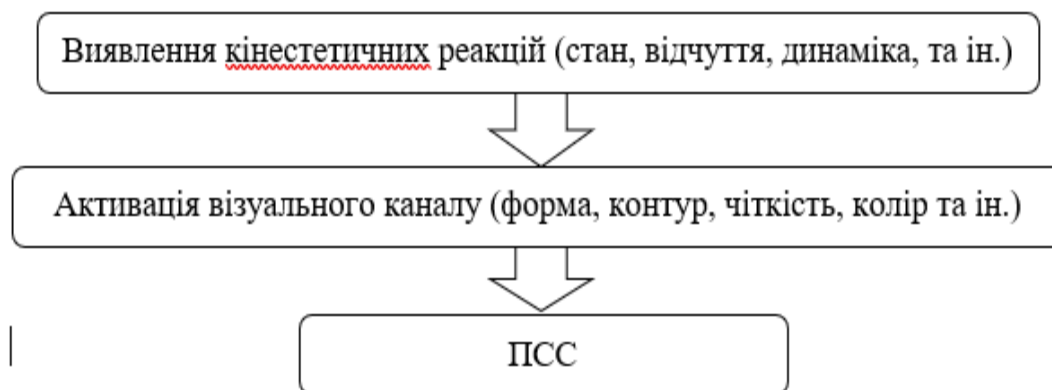 Виявлення кінестетичних реакцій (стан, відчуття, динаміка, та ін.)
Активація візуального каналу (форма, контур, чіткість, колір та ін.)
ПСС